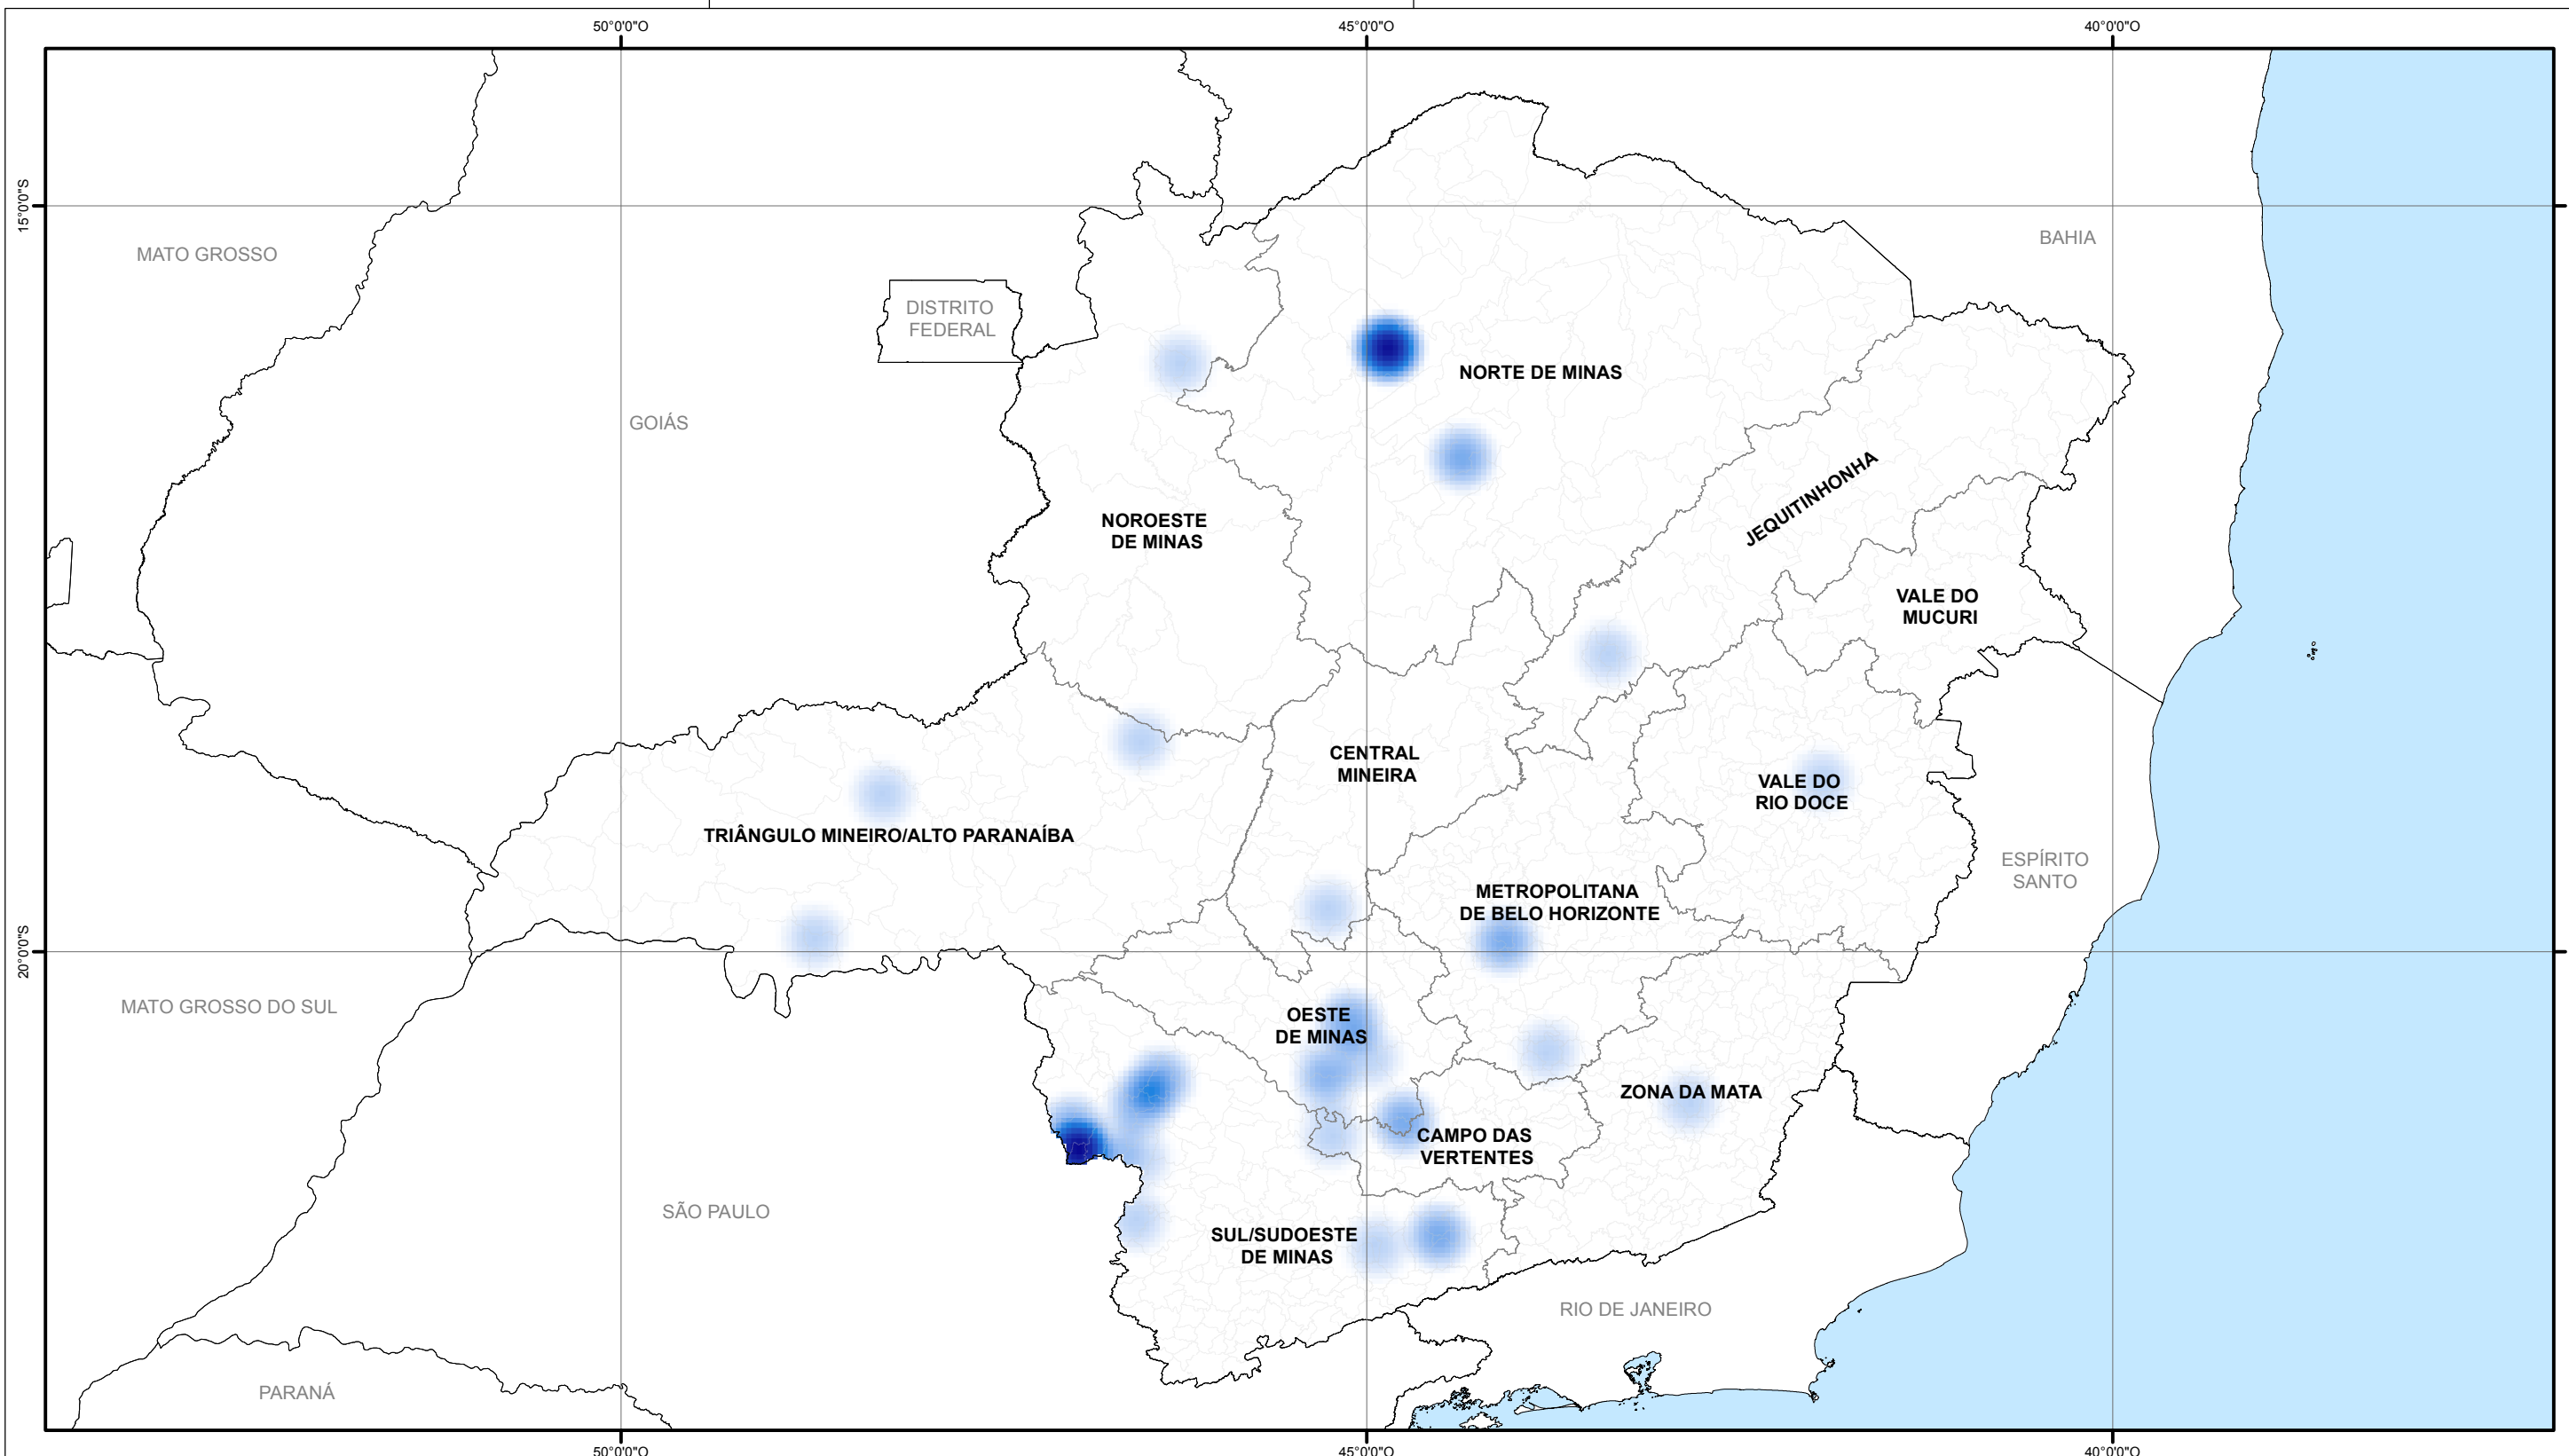 50°0'0"O
45°0'0"O
40°0'0"O
15°0'0"S
MATO GROSSO
BAHIA
DISTRITO
FEDERAL
NORTE DE MINAS
GOIÁS
JEQUITINHONHA
NOROESTE
DE MINAS
VALE DO
MUCURI
CENTRAL
MINEIRA
VALE DO
RIO DOCE
TRIÂNGULO MINEIRO/ALTO PARANAÍBA
ESPÍRITO
SANTO
METROPOLITANA
DE BELO HORIZONTE
20°0'0"S
MATO GROSSO DO SUL
OESTE
DE MINAS
ZONA DA MATA
CAMPO DAS
VERTENTES
SÃO PAULO
SUL/SUDOESTE
DE MINAS
RIO DE JANEIRO
PARANÁ
50°0'0"O
45°0'0"O
40°0'0"O